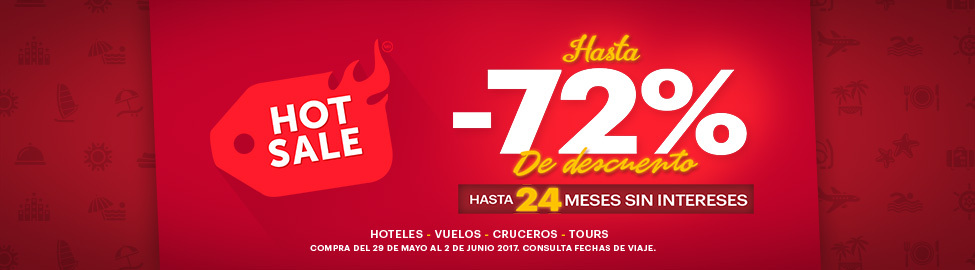 HOT
SALE
Hasta
-72%
De descuento
HASTA 24 MESES SIN INTERESES
HOTELES - VUELOS - CRUCEROS - TOURS
COMPRA DEL 29 DE MAYO AL 2 DE JUNIO 2017. CONSULTA FECHAS DE VIAJE.